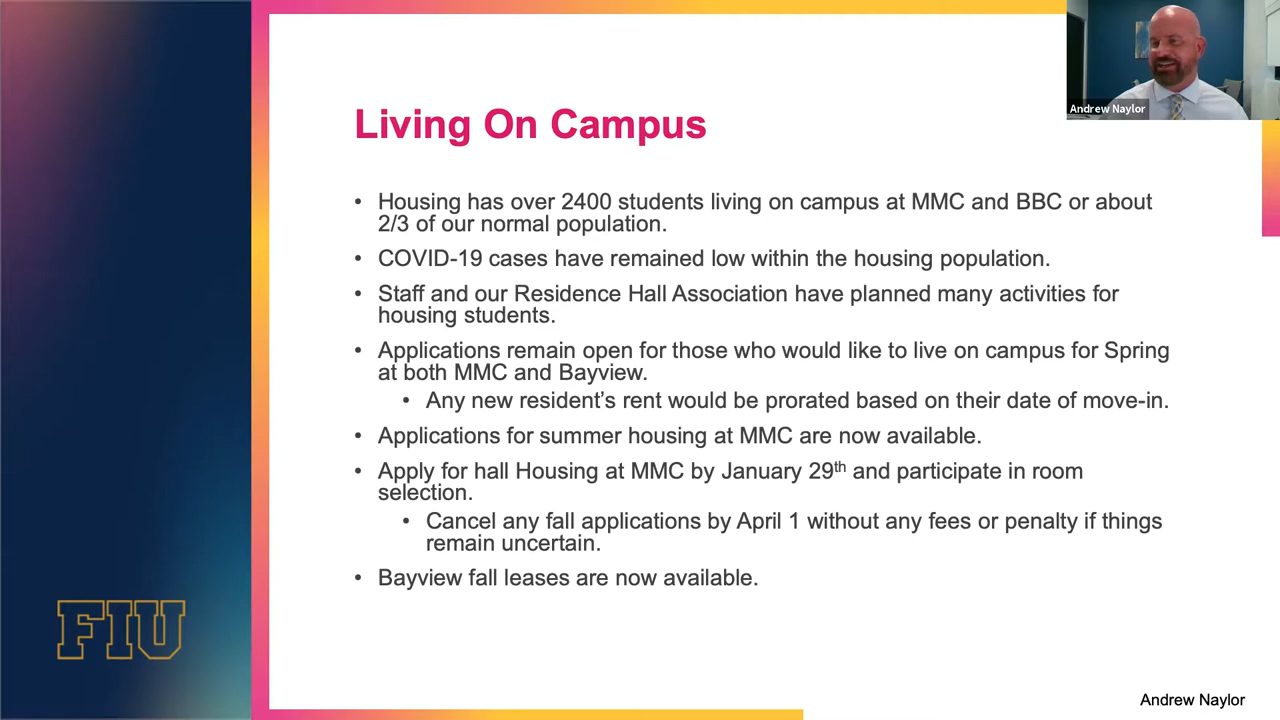 Andrew Naylor
Living On Campus
• Housing has over 2400 students living on campus at MMC and BBC or about
2/3 of our normal population.
• COVID-19 cases have remained low within the housing population.
• Staff and our Residence Hall Association have planned many activities for
housing students.
• Applications remain open for those who would like to live on campus for Spring
at both MMC and Bayview.
• Any new resident’s rent would be prorated based on their date of move-in.
• Applications for summer housing at MMC are now available.
• Apply for hall Housing at MMC by January 29th and participate in room
selection.
• Cancel any fall applications by April 1 without any fees or penalty if things
remain uncertain.
• Bayview fall leases are now available.
FIU
Andrew Naylor